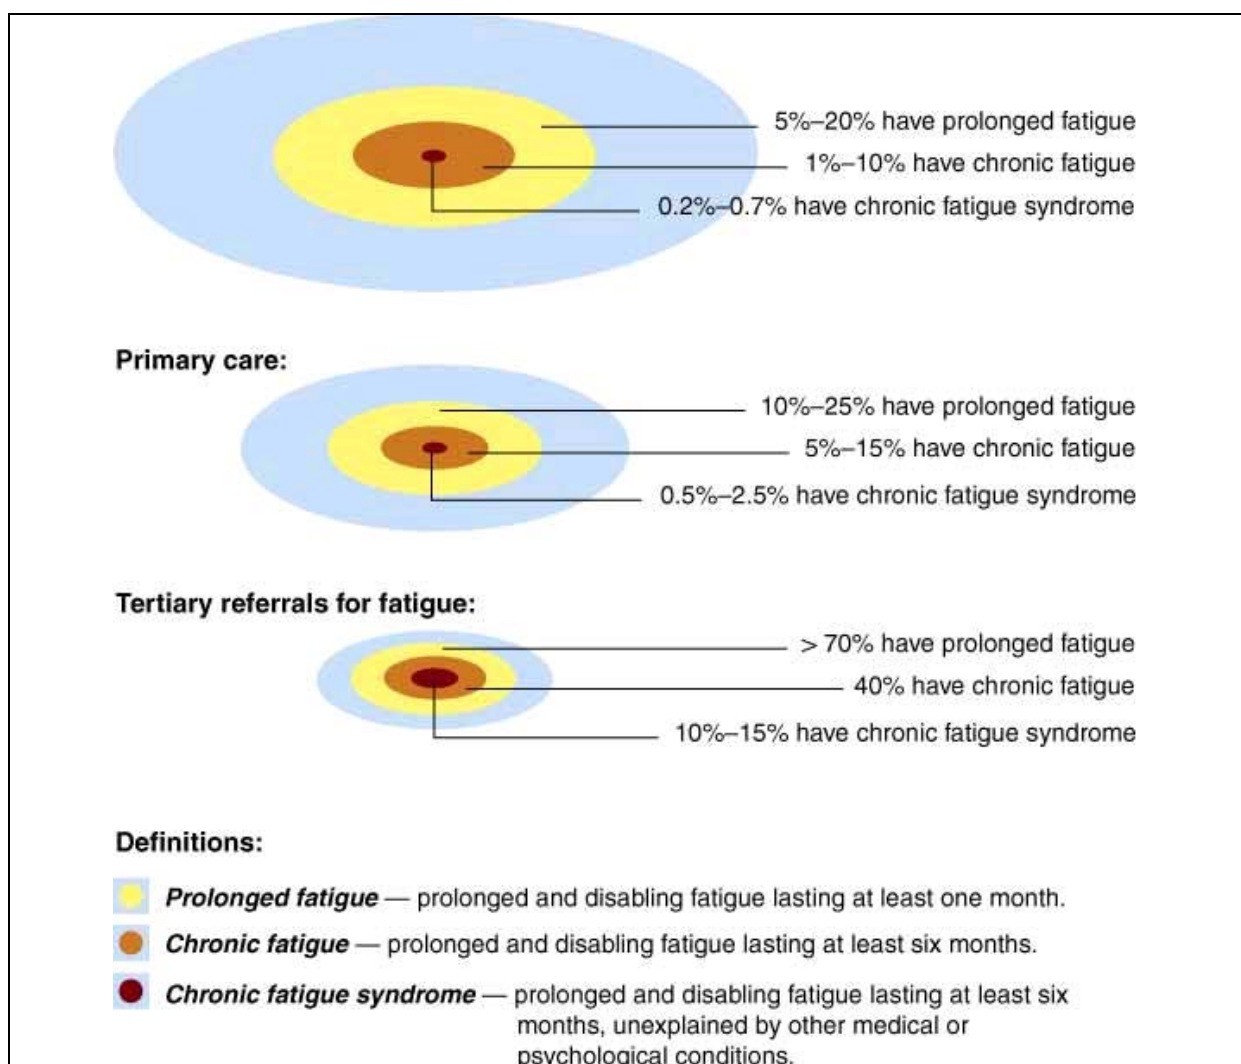 5%–20% have prolonged fatigue
1%–10% have chronic fatigue
0.2%–0.7% have chronic fatigue syndrome
Primary care:
10%–25% have prolonged fatigue
5%–15% have chronic fatigue
0.5%–2.5% have chronic fatigue syndrome
Tertiary referrals for fatigue:
> 70% have prolonged fatigue
40% have chronic fatigue
10%–15% have chronic fatigue syndrome
Definitions:
Prolonged fatigue — prolonged and disabling fatigue lasting at least one month.
Chronic fatigue — prolonged and disabling fatigue lasting at least six months.
Chronic fatigue syndrome — prolonged and disabling fatigue lasting at least six
months, unexplained by other medical or
psychological conditions.